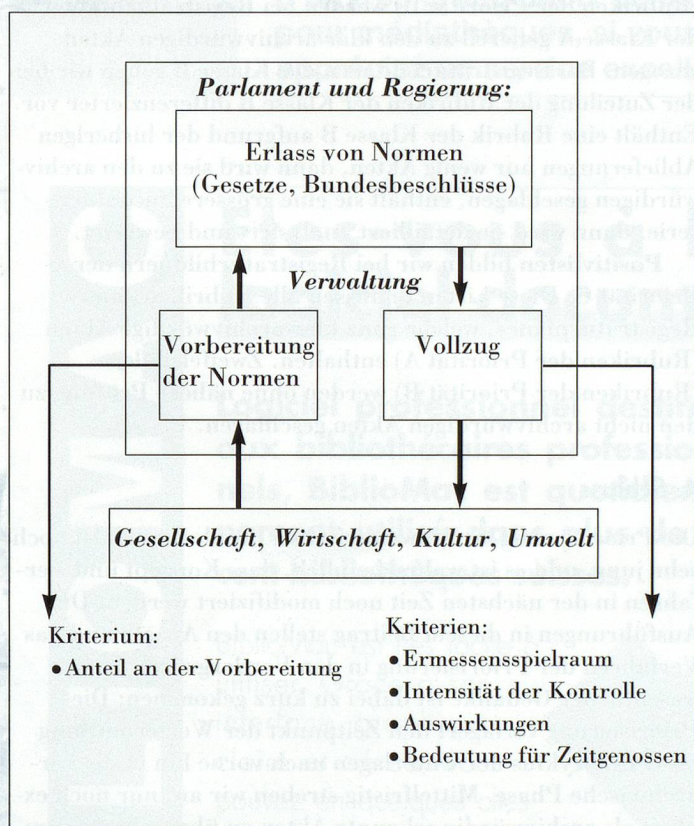 Parlament und Regierung:
Erlass von Normen
(Gesetze, Bundesbeschlüsse)
Verwaltung
Vorbereitung
der Normen
Vollzug
Gesellschaft, Wirtschaft, Kultur, Umwelt
Kriterium:
•Anteil an der Vorbereitung
Kriterien:
•Ermessensspielraum
•Intensität der Kontrolle
•Auswirkungen
•Bedeutung für Zeitgenossen